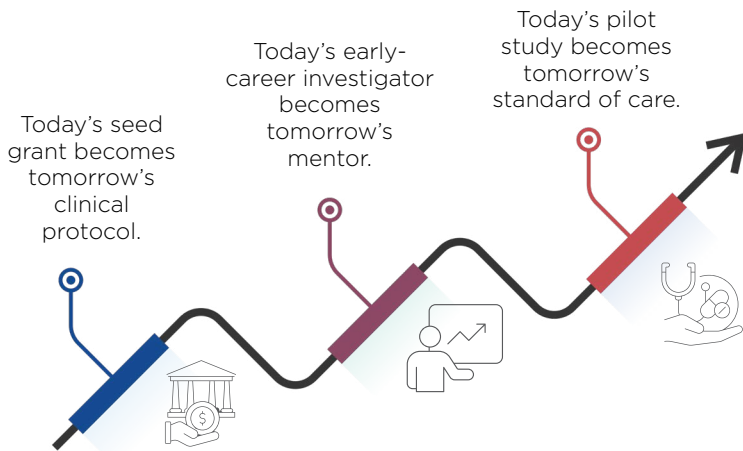 Today's seed
grant becomes
tomorrow's
clinical
protocol.
Today's early-
career investigator
becomes
tomorrow's
mentor.
Today's pilot
study becomes
tomorrow's
standard of care.
$